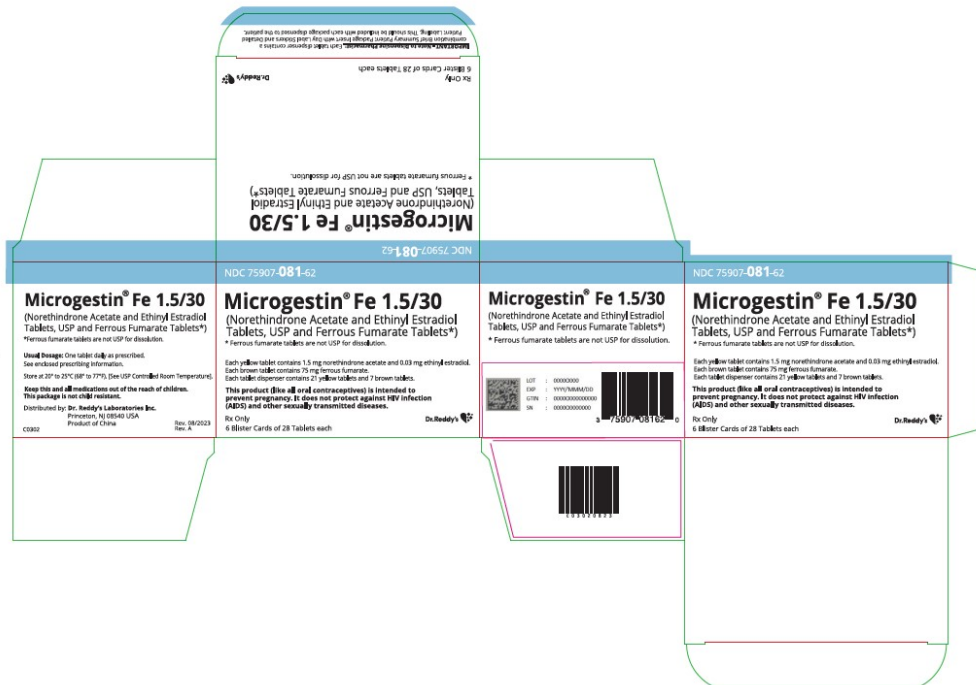 IMPORTANT - Note to Dispensing Pharmacist: Each tablet dispenser contains a
combination Brief Summary Patient Package Insert with Day Label Stickers and Detailed
Patient Labeling. This should be included with each package dispensed to the patient.
Rx Only
6 Blister Cards of 28 Tablets each
Dr.Reddy's
Microgestin® Fe 1.5/30
(Norethindrone Acetate and Ethinyl Estradiol
Tablets, USP and Ferrous Fumarate Tablets*)
* Ferrous fumarate tablets are not USP for dissolution.
NDC 75907-081-62
Microgestin® Fe 1.5/30
(Norethindrone Acetate and Ethinyl Estradiol
Tablets, USP and Ferrous Fumarate Tablets*)
*Ferrous fumarate tablets are not USP for dissolution.
Usual Dosage: One tablet daily as prescribed.
See enclosed prescribing information.
Store at 20° to 25°C (68° to 77°F). [See USP Controlled Room Temperature].
Keep this and all medications out of the reach of children.
This package is not child resistant.
Distributed by: Dr. Reddy's Laboratories Inc.
Princeton, NJ 08540 USA
Product of China
C0302
Rev. 08/2023
Rev. A
NDC 75907-081-62
Microgestin® Fe 1.5/30
(Norethindrone Acetate and Ethinyl Estradiol
Tablets, USP and Ferrous Fumarate Tablets*)
* Ferrous fumarate tablets are not USP for dissolution.
Each yellow tablet contains 1.5 mg norethindrone acetate and 0.03 mg ethinyl estradiol.
Each brown tablet contains 75 mg ferrous fumarate.
Each tablet dispenser contains 21 yellow tablets and 7 brown tablets.
This product (like all oral contraceptives) is intended to
prevent pregnancy. It does not protect against HIV infection
(AIDS) and other sexually transmitted diseases.
Rx Only
6 Blister Cards of 28 Tablets each
Dr.Reddy's
Microgestin® Fe 1.5/30
(Norethindrone Acetate and Ethinyl Estradiol
Tablets, USP and Ferrous Fumarate Tablets*)
* Ferrous fumarate tablets are not USP for dissolution.
LOT :
EXP : YYYY/MMM/DD
GTIN :
SN :
3 75907 08162 0
NDC 75907-081-62
Microgestin® Fe 1.5/30
(Norethindrone Acetate and Ethinyl Estradiol
Tablets, USP and Ferrous Fumarate Tablets*)
* Ferrous fumarate tablets are not USP for dissolution.
Each yellow tablet contains 1.5 mg norethindrone acetate and 0.03 mg ethinyl estradiol.
Each brown tablet contains 75 mg ferrous fumarate.
Each tablet dispenser contains 21 yellow tablets and 7 brown tablets.
This product (like all oral contraceptives) is intended to
prevent pregnancy. It does not protect against HIV infection
(AIDS) and other sexually transmitted diseases.
Rx Only
6 Blister Cards of 28 Tablets each
Dr.Reddy's